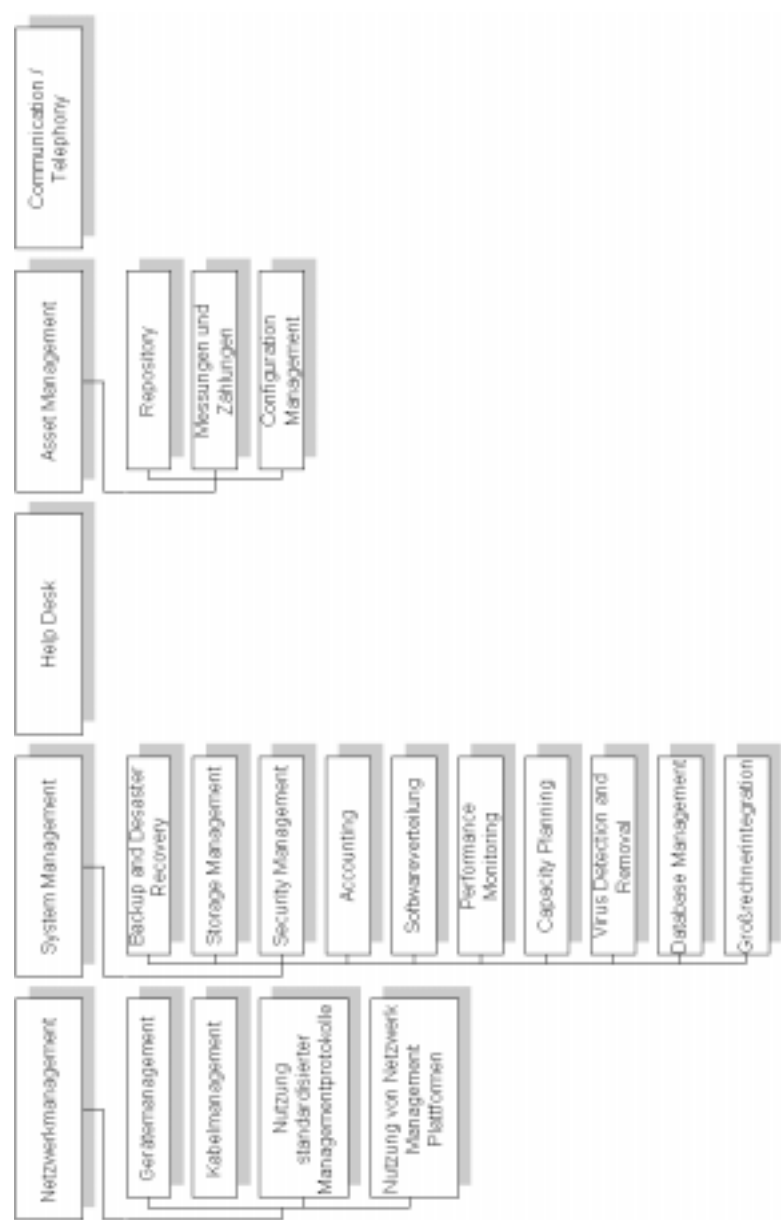 Netzwerkmanagement
Gerätemanagement
Kabelmanagement
Nutzung
standardisierter
Managementprotokolle
Nutzung von Netzwerk
Management
Plattformen
System Management
Backup and Desaster
Recovery
Storage Management
Security Management
Accounting
Softwareverteilung
Performance
Monitoring
Capacity Planning
Virus Detection and
Removal
Database Management
Großrechnerintegration
Help Desk
Asset Management
Repository
Messungen und
Zählungen
Configuration
Management
Communication /
Telephony